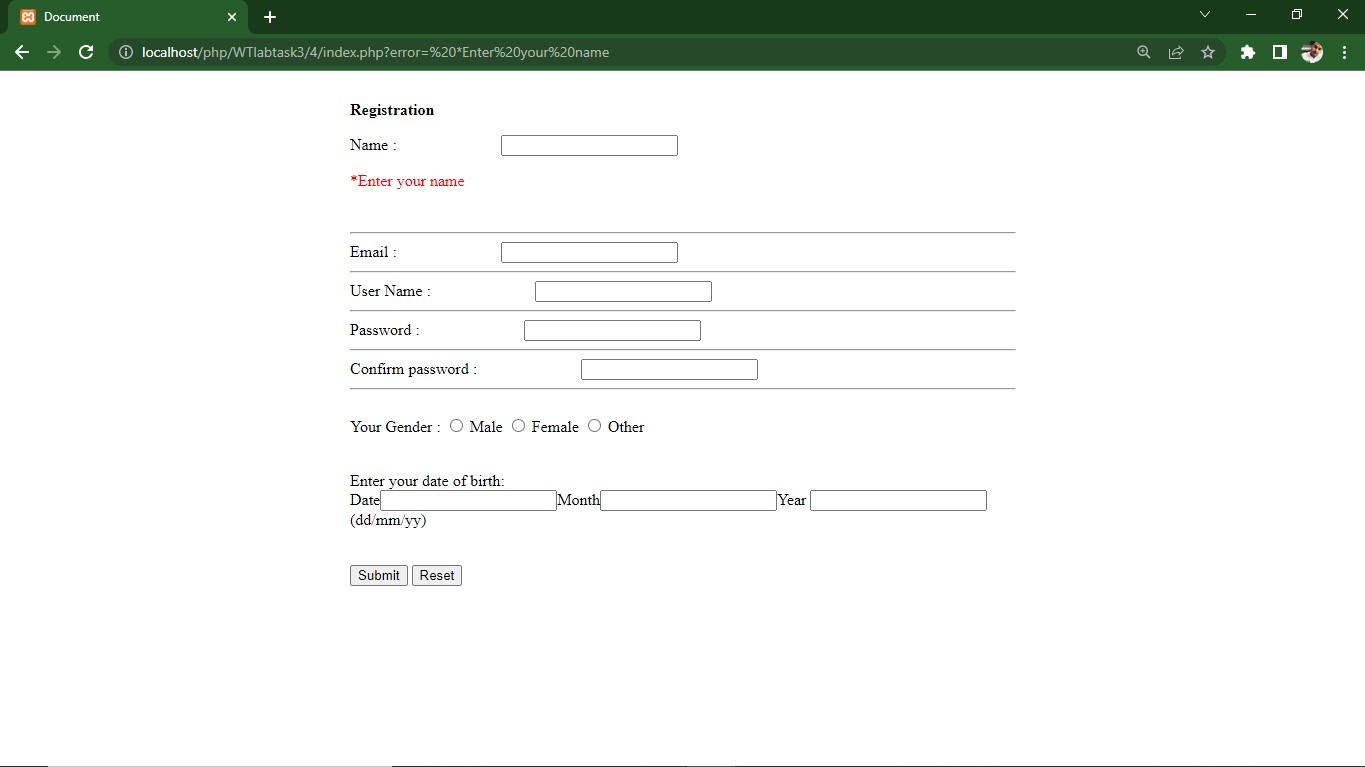 Document
localhost/php/WTlabtask3/4/index.php?error=%20*Enter%20your%20name
Registration
Name :
*Enter your name
Email :
User Name :
Password :
Confirm password :
Your Gender : Male Female Other
Enter your date of birth:
Date Month Year
(dd/mm/yy)
Submit Reset